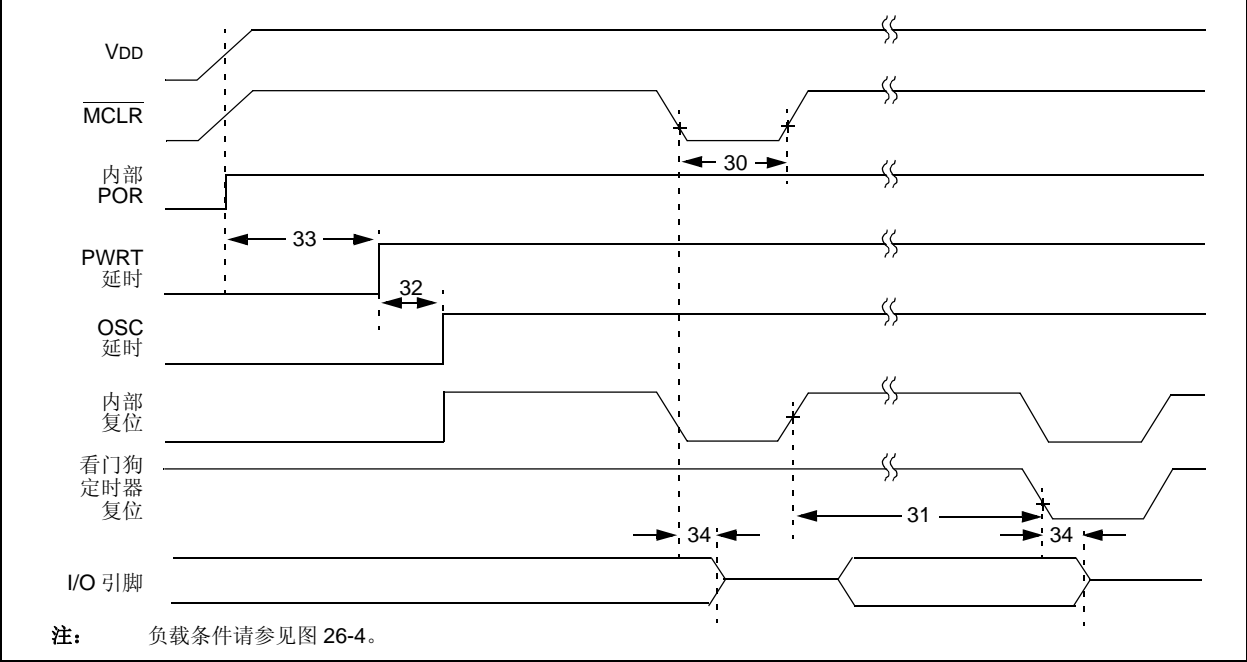 VDD
MCLR
内部
POR
30
33
PWRT
延时
32
OSC
延时
内部
复位
看门狗
定时器
复位
31
34
34
I/O 引脚
注: 负载条件请参见图 26-4。